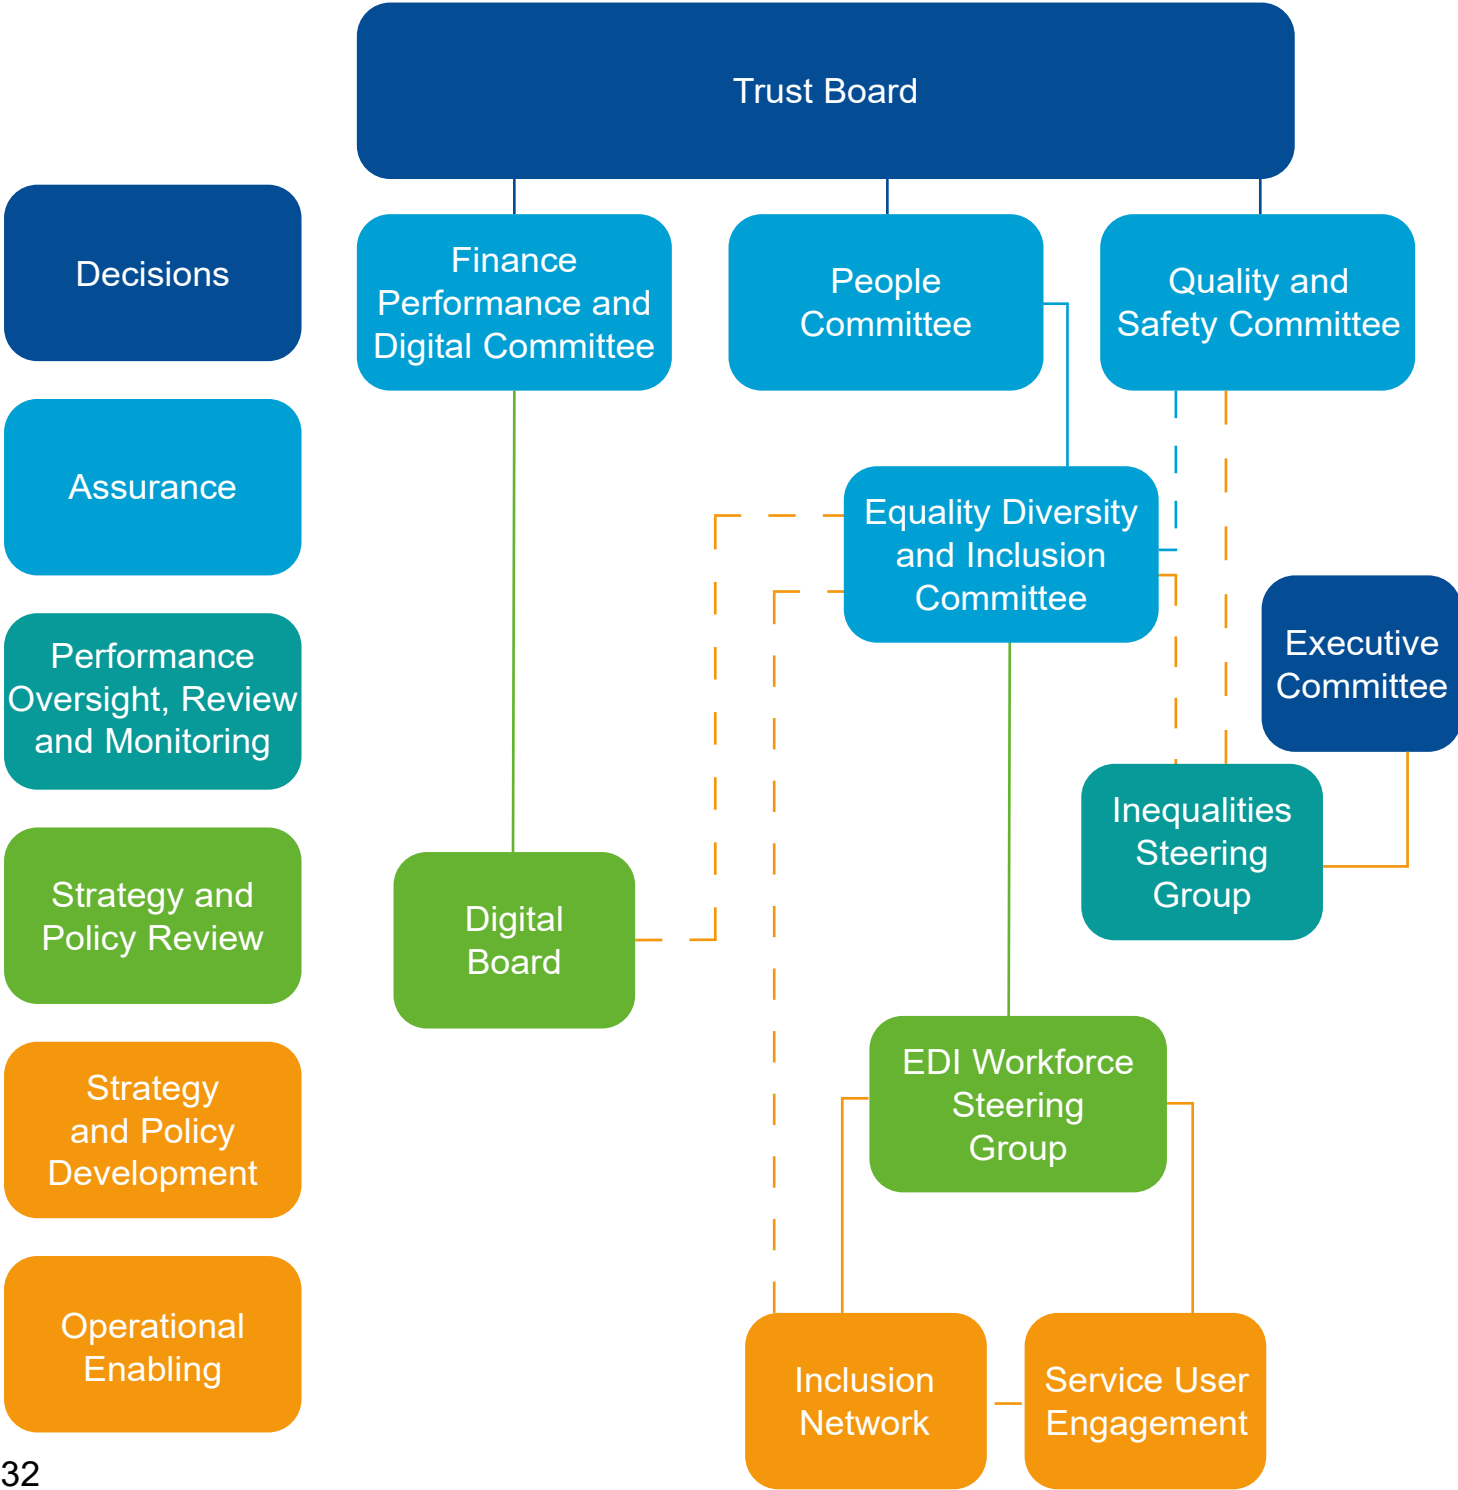 Trust Board
Decisions
Finance
Performance and
Digital Committee
People
Committee
Quality and
Safety Committee
Assurance
Equality Diversity
and Inclusion
Committee
Performance
Oversight, Review
and Monitoring
Executive
Committee
Inequalities
Steering
Group
Strategy and
Policy Review
Digital
Board
Strategy
and Policy
Development
EDI Workforce
Steering
Group
Operational
Enabling
Inclusion
Network
Service User
Engagement
32